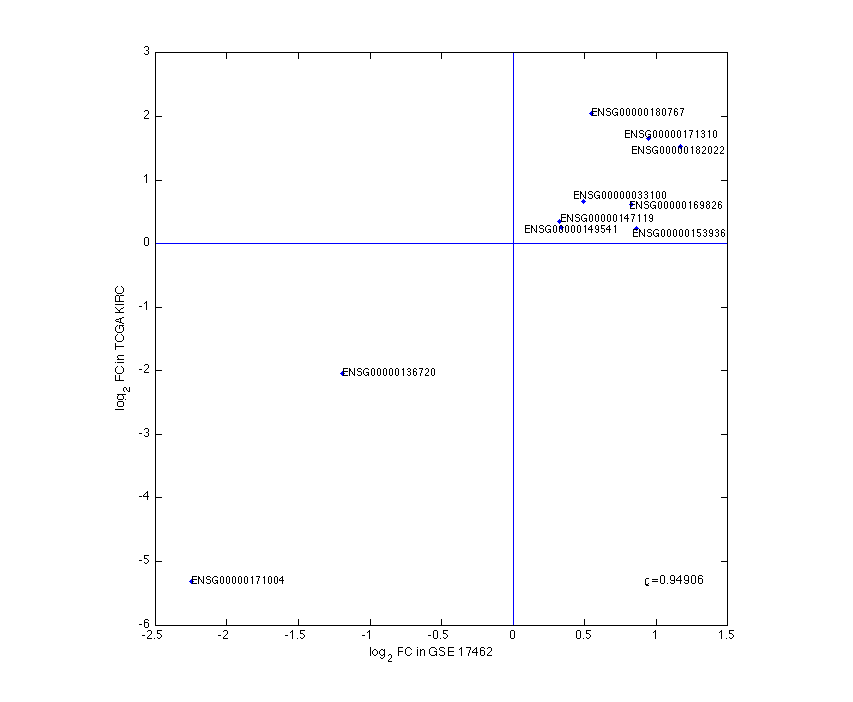 3
2
ENSG00000180767
ENSG00000171310
ENSG00000182022
1
ENSG00000033100
ENSG00000169826
ENSG00000147119
ENSG00000149541
ENSG00000153936
0
-1
-2
ENSG00000136720
-3
-4
-5
ENSG00000171004
ς=0.94906
-6
-2.5 -2 -1.5 -1 -0.5 0 0.5 1 1.5
log2 FC in GSE 17462
log2 FC in TCGA KIRC